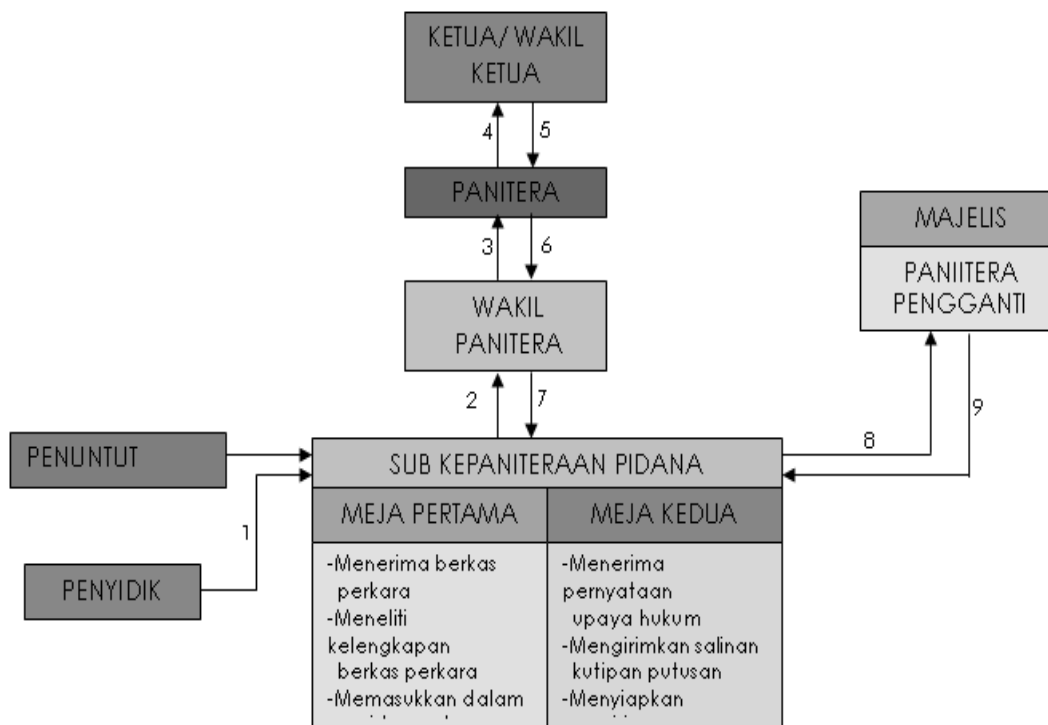 KETUA/ WAKIL
KETUA
4
5
PANITERA
3
6
WAKIL
PANITERA
2
7
MAJELIS
PANIITERA
PENGGANTI
8
9
PENUNTUT
1
PENYIDIK
SUB KEPANITERAAN PIDANA
MEJA PERTAMA
-Menerima berkas
perkara
-Meneliti
kelengkapan
berkas perkara
-Memasukkan dalam
MEJA KEDUA
-Menerima
pernyataan
upaya hukum
-Mengirimkan salinan
kutipan putusan
-Menyiapkan